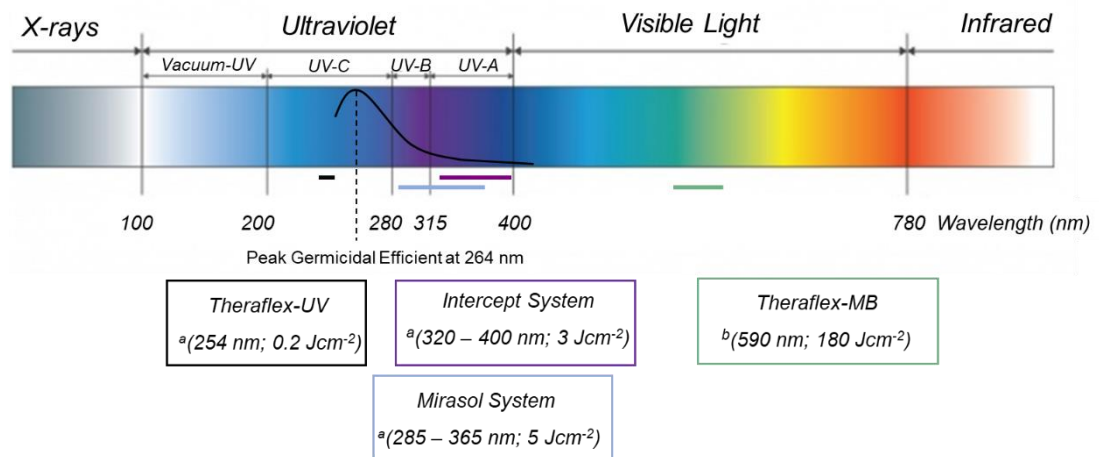 X-rays Ultraviolet Visible Light Infrared
Vacuum-UV UV-C UV-B UV-A
100 200 280 315 400 780 Wavelength (nm)
Peak Germicidal Efficient at 264 nm
Theraflex-UV
ᵃ(254 nm; 0.2 Jcm⁻²)
Intercept System
ᵃ(320 – 400 nm; 3 Jcm⁻²)
Theraflex-MB
ᵇ(590 nm; 180 Jcm⁻²)
Mirasol System
ᵃ(285 – 365 nm; 5 Jcm⁻²)